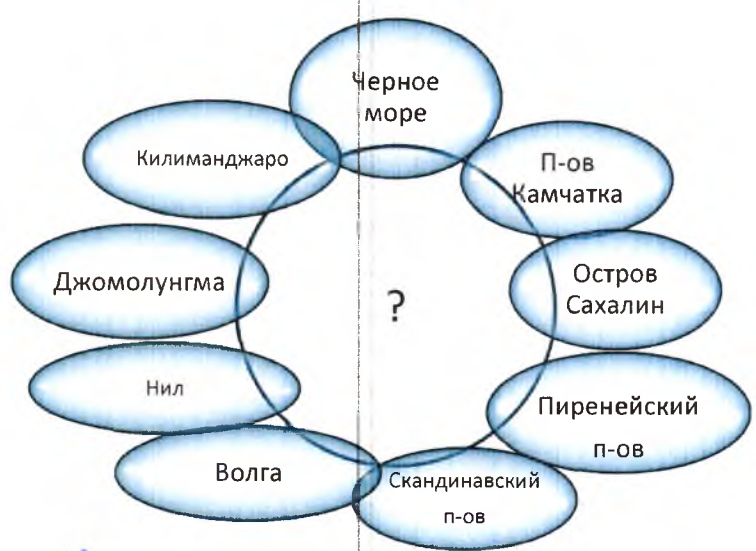 Черное
море
Килиманджаро
П-ов
Камчатка
Джомолунгма
?
Остров
Сахалин
Нил
Пиренейский
п-ов
Волга
Скандинавский
п-ов